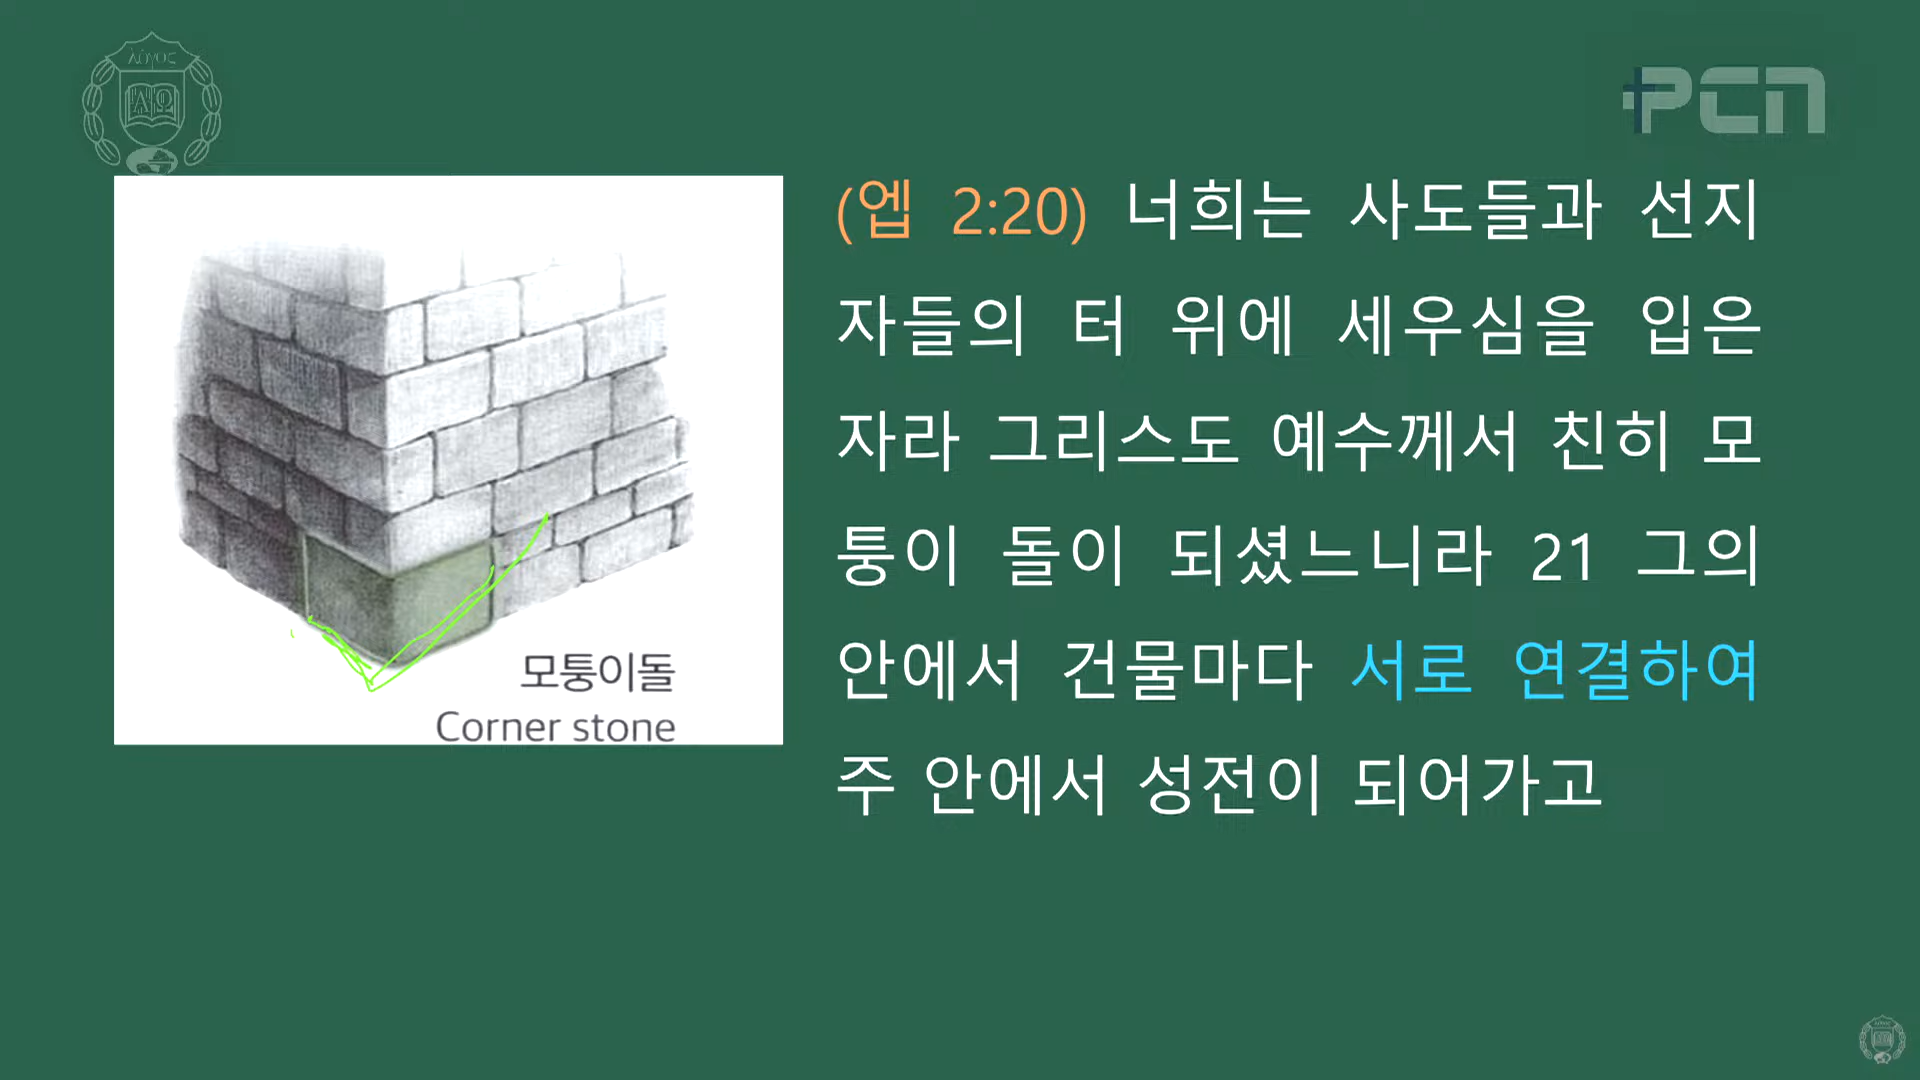 λόγος
ΑΩ
PCN
(엡 2:20) 너희는 사도들과 선지
자들의 터 위에 세우심을 입은
자라 그리스도 예수께서 친히 모
퉁이 돌이 되셨느니라 21 그의
안에서 건물마다 서로 연결하여
주 안에서 성전이 되어가고
모퉁이돌
Corner stone